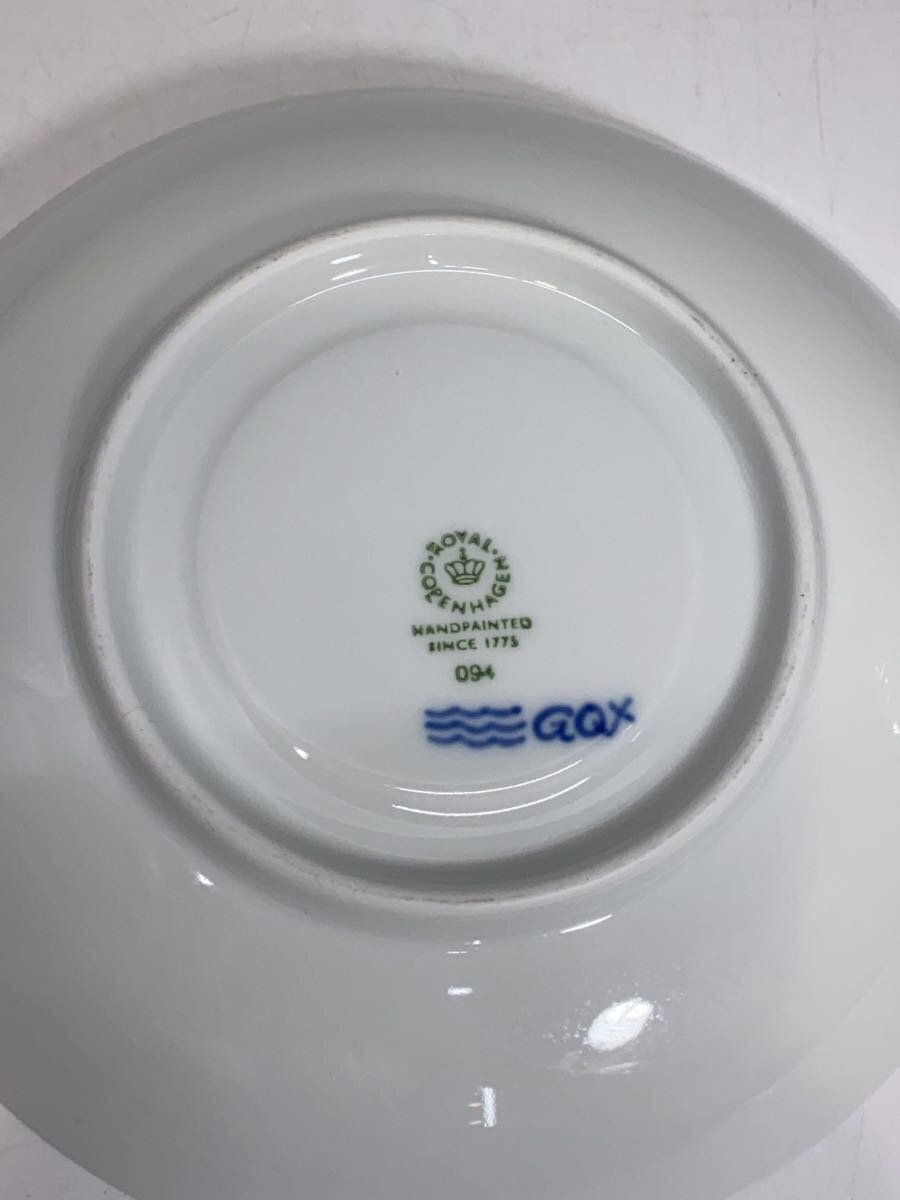 ROYAL·
COPENHAGEN·
HANDPAINTED
SINCE 1775
094
GQX